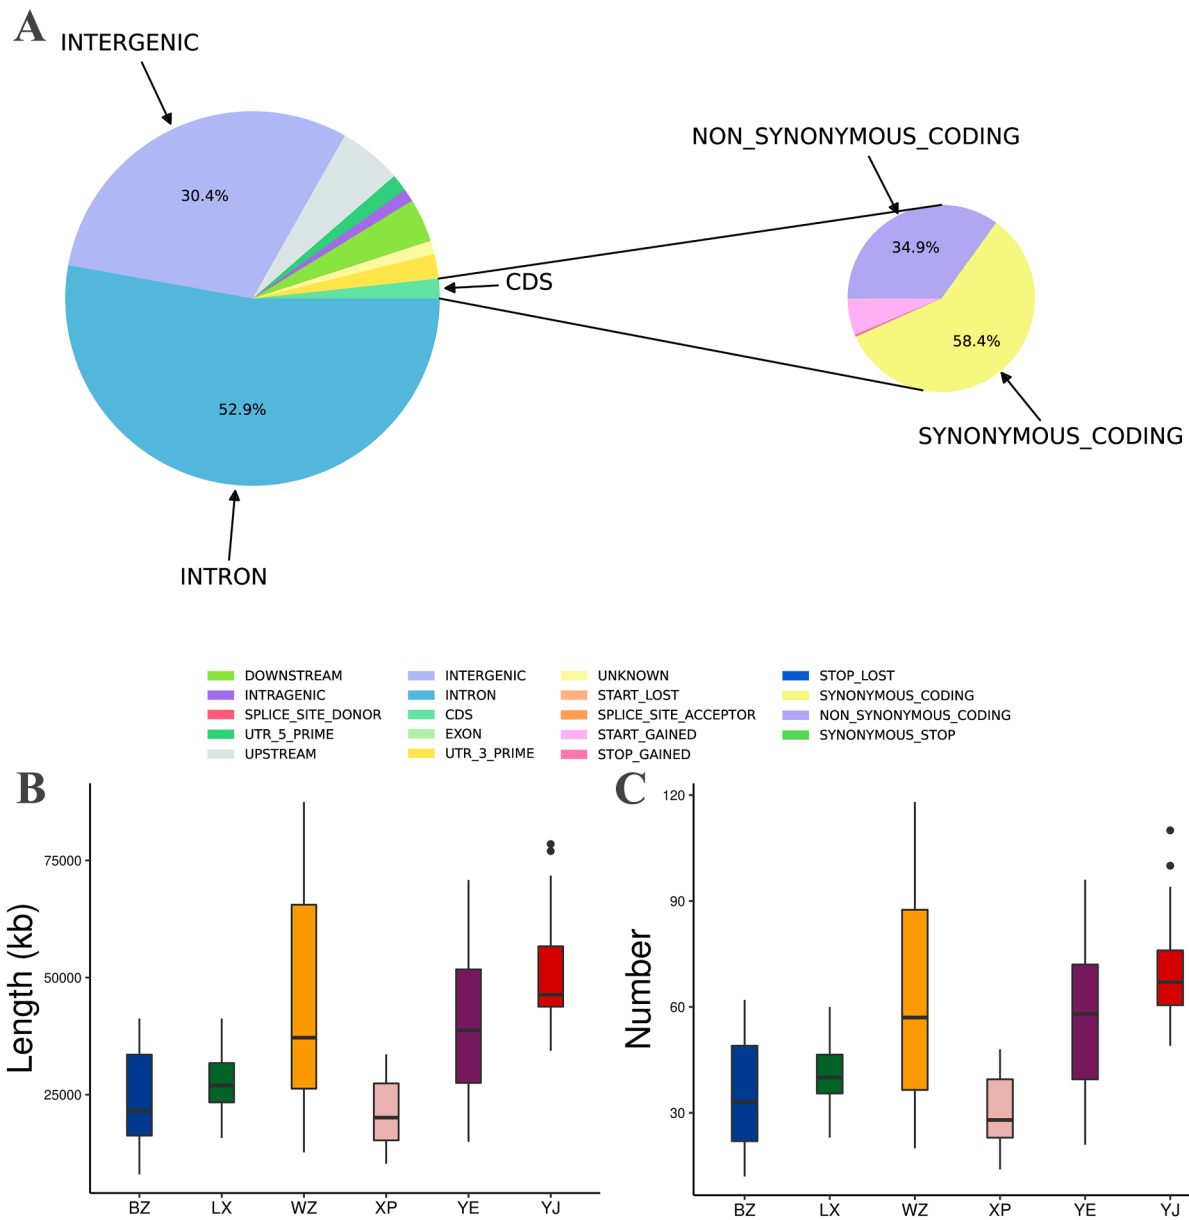 A
INTERGENIC
NON_SYNONYMOUS_CODING
30.4%
34.9%
CDS
58.4%
52.9%
SYNONYMOUS_CODING
INTRON
DOWNSTREAM INTERGENIC UNKNOWN STOP_LOST
INTRAGENIC INTRON START_LOST SYNONYMOUS_CODING
SPLICE_SITE_DONOR CDS SPLICE_SITE_ACCEPTOR NON_SYNONYMOUS_CODING
UTR_5_PRIME EXON START_GAINED SYNONYMOUS_STOP
UPSTREAM UTR_3_PRIME STOP_GAINED
B
Length (kb)
75000
50000
25000
BZ LX WZ XP YE YJ
C
Number
120
90
60
30
BZ LX WZ XP YE YJ